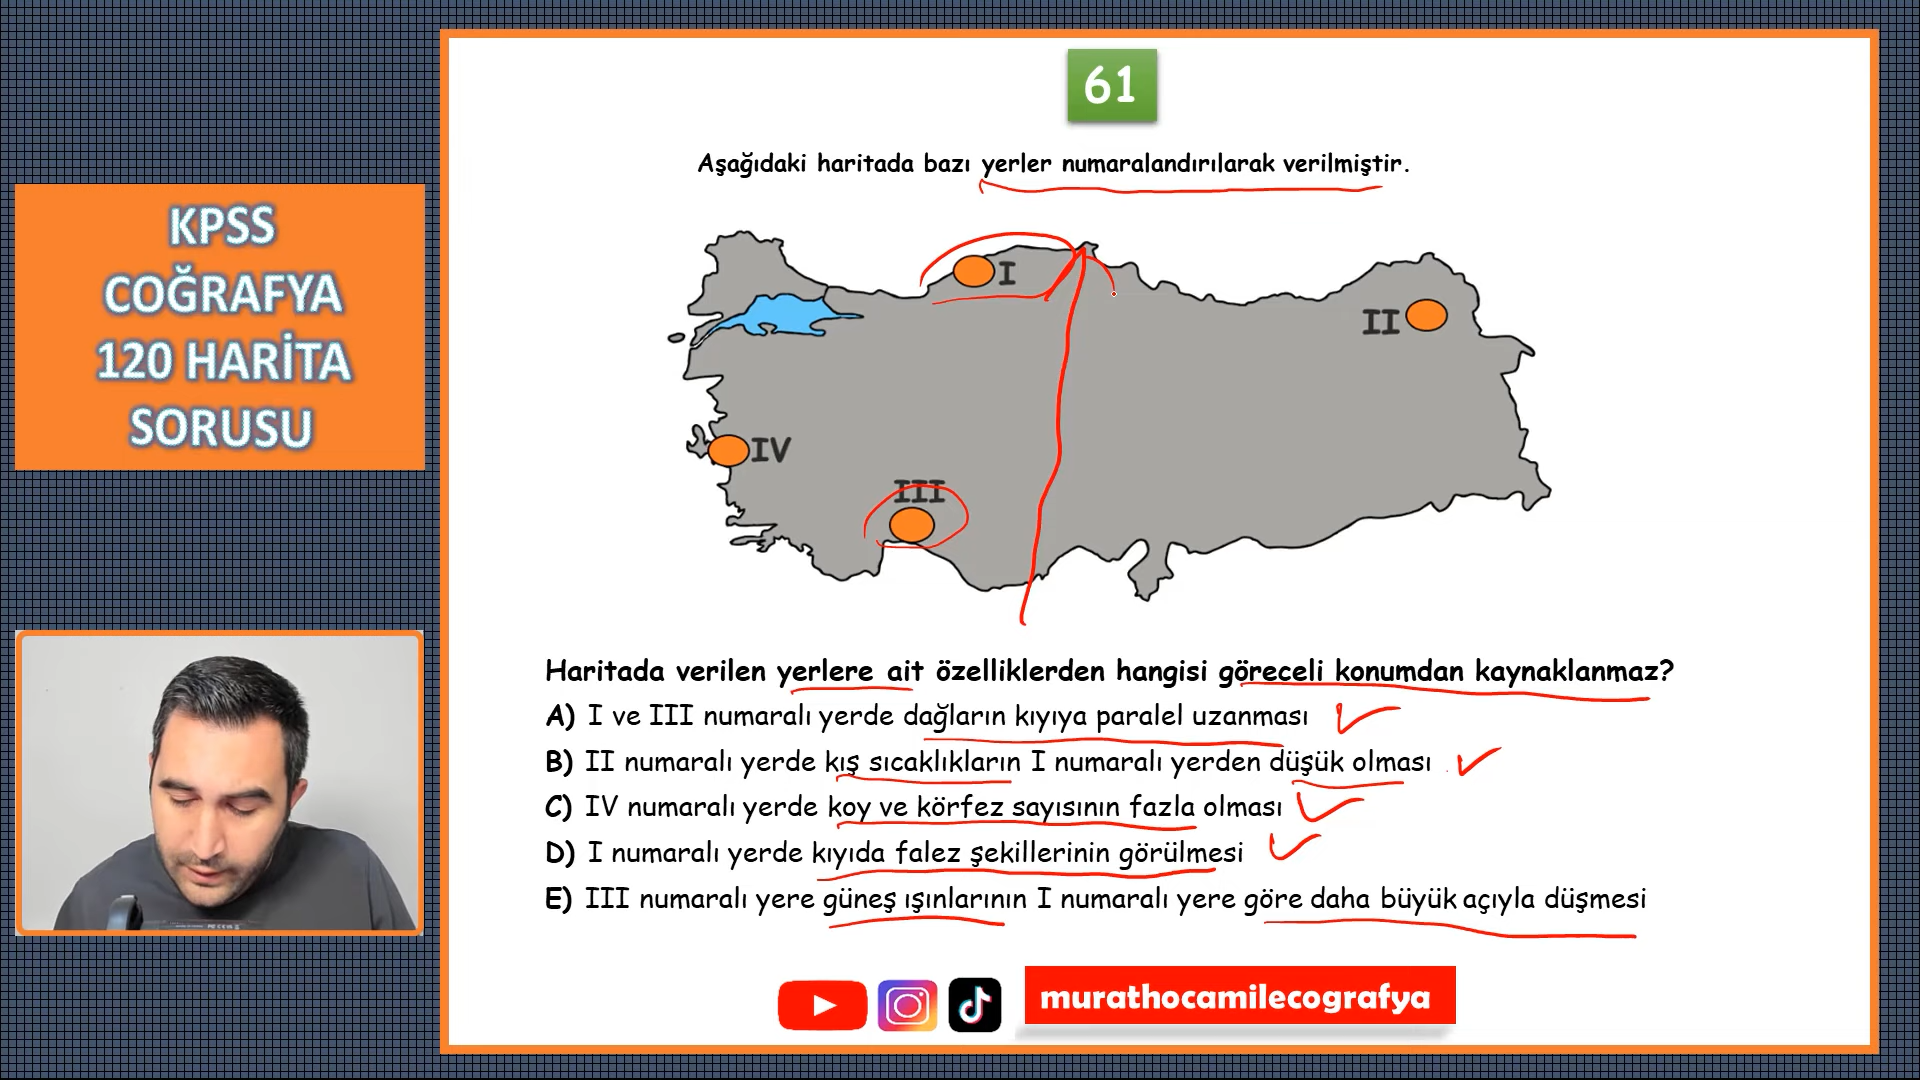 61
Aşağıdaki haritada bazı yerler numaralandırılarak verilmiştir.
KPSS
COĞRAFYA
120 HARİTA
SORUSU
I
II
IV
III
Haritada verilen yerlere ait özelliklerden hangisi göreceli konumdan kaynaklanmaz?
A) I ve III numaralı yerde dağların kıyıya paralel uzanması
B) II numaralı yerde kış sıcaklıkların I numaralı yerden düşük olması
C) IV numaralı yerde koy ve körfez sayısının fazla olması
D) I numaralı yerde kıyıda falez şekillerinin görülmesi
E) III numaralı yere güneş ışınlarının I numaralı yere göre daha büyük açıyla düşmesi
murathocamilecografya